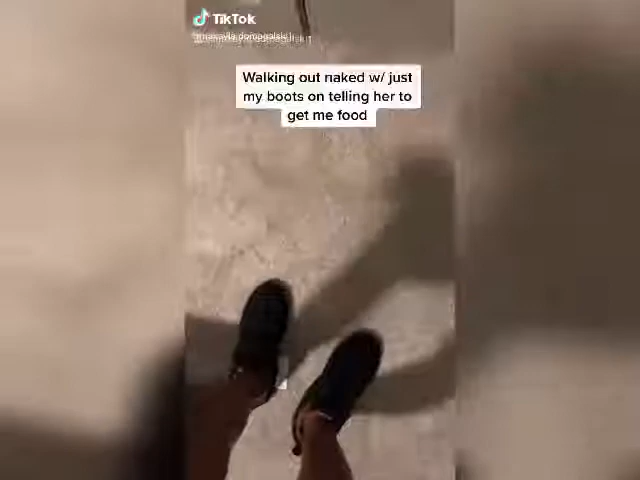 TikTok
Walking out naked w/ just
my boots on telling her to
get me food